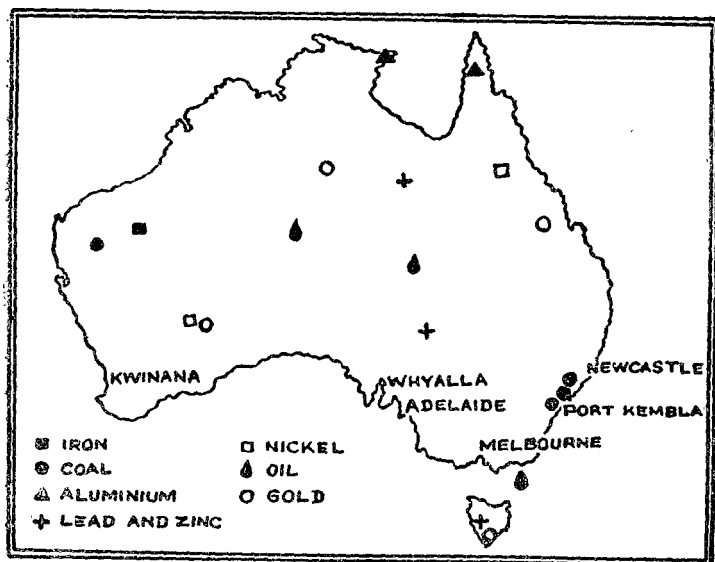 NEWCASTLE
KWINANA
WHYALLA
ADELAIDE
PORT KEMBLA
MELBOURNE
IRON
NICKEL
COAL
OIL
ALUMINIUM
GOLD
LEAD AND ZINC